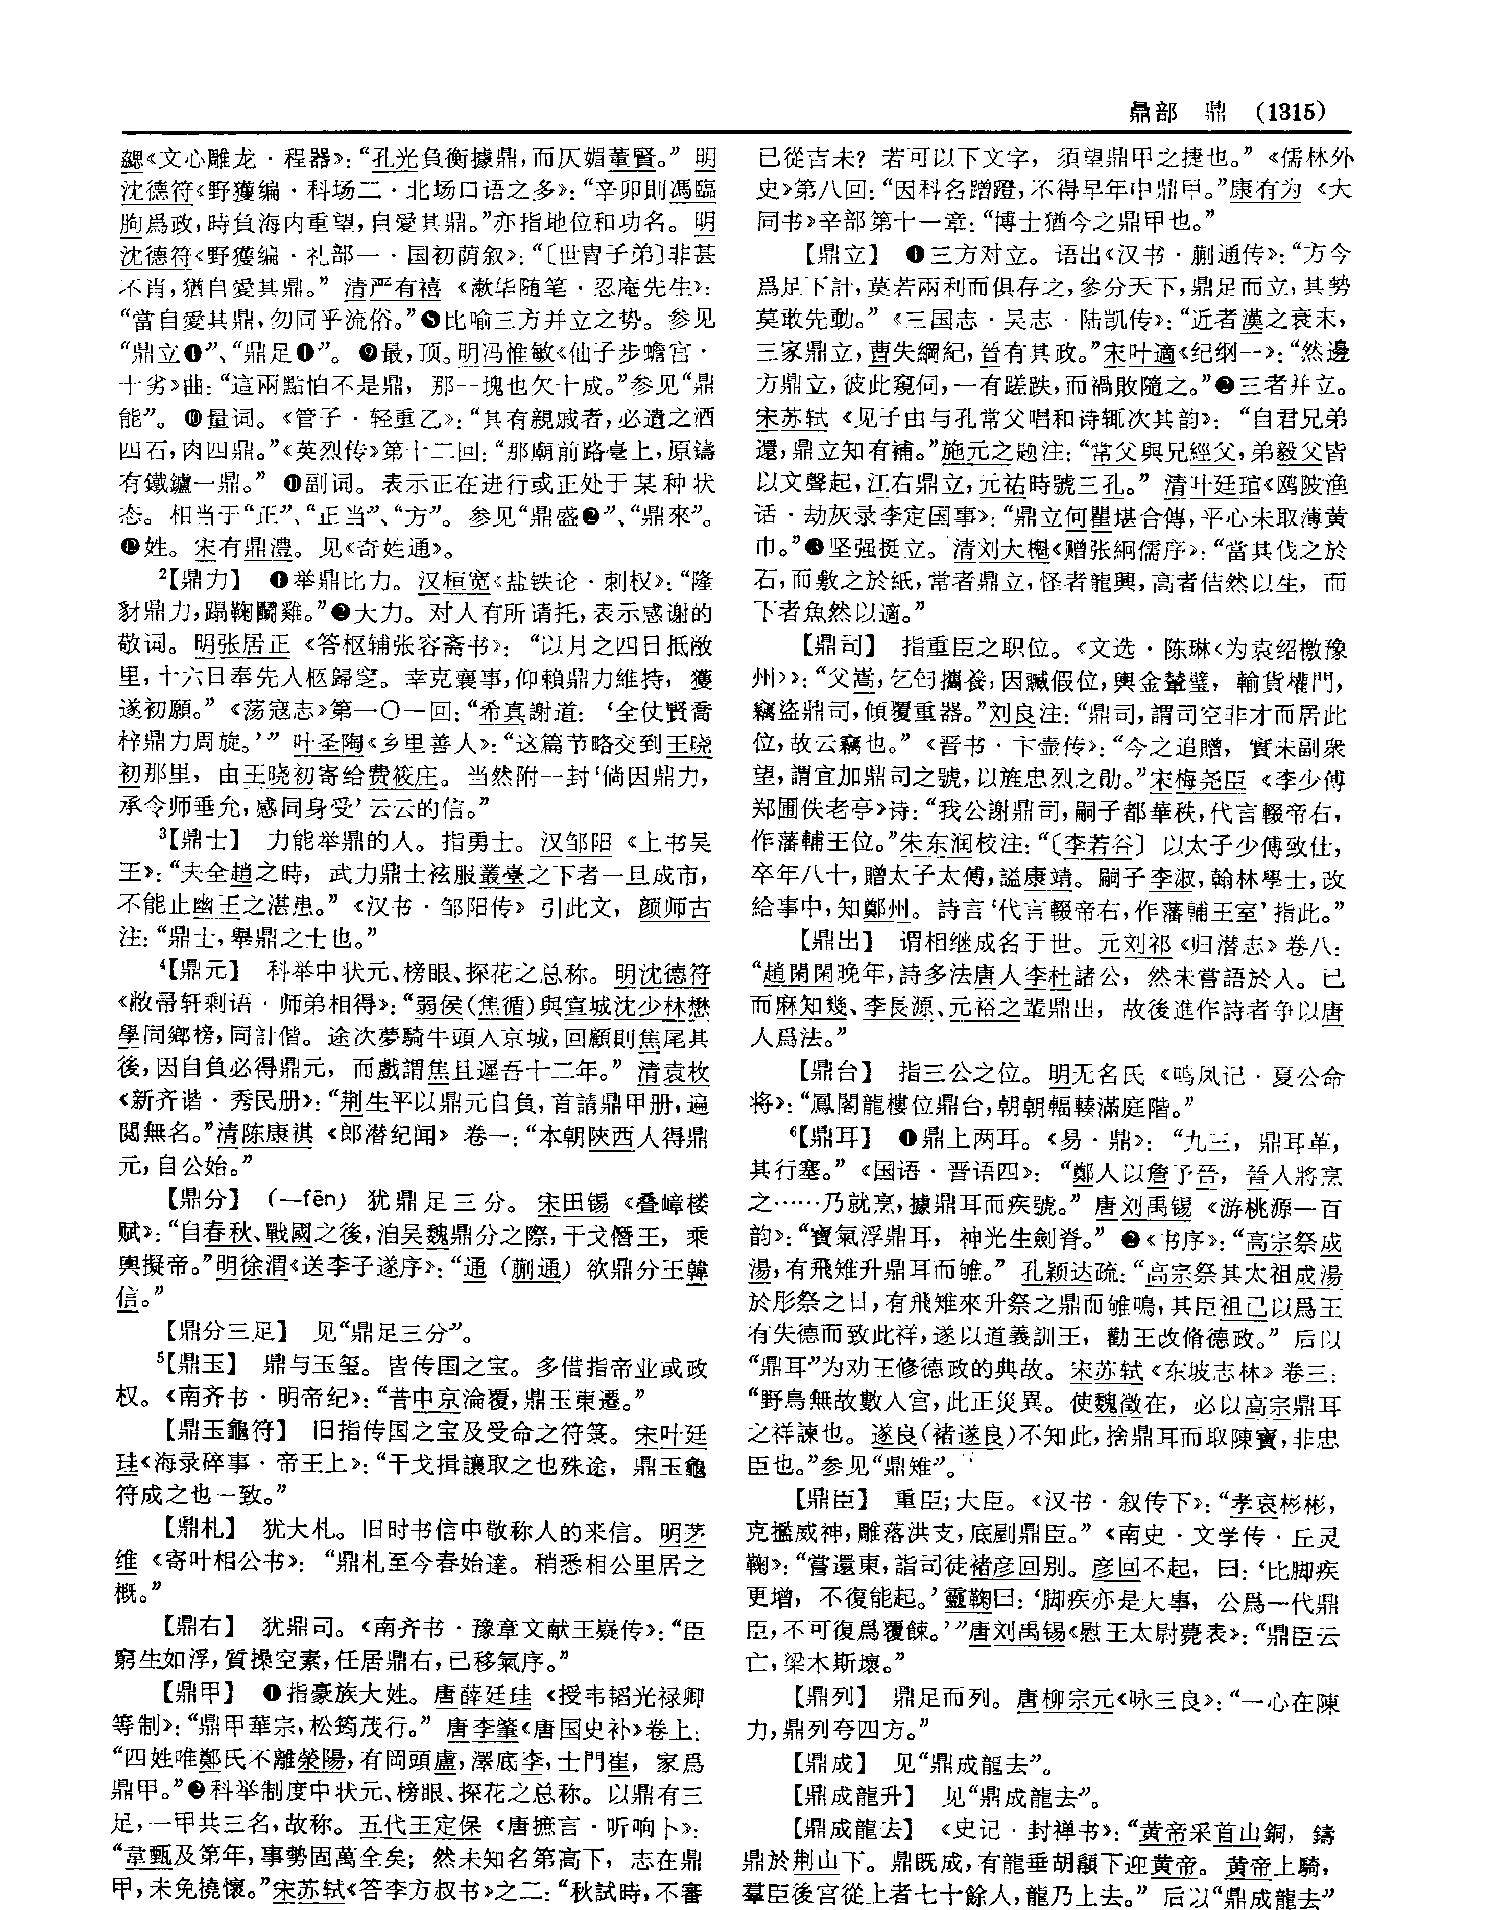 鼎部 鼎 (1315)
勰《文心雕龙·程器》：“孔光負衡據鼎，而仄媚董賢。”明
沈德符《野獲编·科场二·北场口语之多》：“辛卯則馮臨
朐爲政，時負海内重望，自愛其鼎。”亦指地位和功名。明
沈德符《野獲编·礼部一·国初荫叙》：“〔世冑子弟〕非甚
不肖，猶自愛其鼎。”清严有禧《漱华随笔·忍庵先生》：
“當自愛其鼎，勿同乎流俗。”❽比喻三方并立之势。参见
“鼎立❶”、“鼎足❶”。❾最，顶。明冯惟敏《仙子步蟾宫·
十劣》曲：“這兩點怕不是鼎，那一塊也欠十成。”参见“鼎
能”。❿量词。《管子·轻重乙》：“其有親戚者，必遺之酒
四石，肉四鼎。”《英烈传》第十二回：“那廟前路臺上，原鑄
有鐵鑪一鼎。”⓫副词。表示正在进行或正处于某种状
态。相当于“正”、“正当”、“方”。参见“鼎盛❷”、“鼎來”。
⓬姓。宋有鼎澧。见《奇姓通》。
²【鼎力】 ❶举鼎比力。汉桓宽《盐铁论·刺权》：“隆
豺鼎力，蹋鞠鬭雞。”❷大力。对人有所请托，表示感谢的
敬词。明张居正《答枢辅张容斋书》：“以月之四日抵敝
里，十六日奉先人柩歸窆。幸克襄事，仰賴鼎力維持，獲
遂初願。”《荡寇志》第一〇一回：“希真謝道：‘全仗賢喬
梓鼎力周旋。’”叶圣陶《乡里善人》：“这篇节略交到王晓
初那里，由王晓初寄给费筱庄。当然附一封‘倘因鼎力，
承令师垂允，感同身受’云云的信。”
³【鼎士】 力能举鼎的人。指勇士。汉邹阳《上书吴
王》：“夫全趙之時，武力鼎士袨服叢臺之下者一旦成市，
不能止幽王之湛患。”《汉书·邹阳传》引此文，颜师古
注：“鼎士，舉鼎之士也。”
⁴【鼎元】 科举中状元、榜眼、探花之总称。明沈德符
《敝帚轩剩语·师弟相得》：“弱侯（焦循）與宣城沈少林懋
學同鄉榜，同計偕。途次夢騎牛頭入京城，回顧則焦尾其
後，因自負必得鼎元，而戲謂焦且遲吾十二年。”清袁枚
《新齐谐·秀民册》：“荆生平以鼎元自負，首請鼎甲册，遍
閲無名。”清陈康祺《郎潜纪闻》卷一：“本朝陝西人得鼎
元，自公始。”
【鼎分】 （—fēn）犹鼎足三分。宋田锡《叠嶂楼
赋》：“自春秋、戰國之後，洎吴魏鼎分之際，干戈僭王，乘
輿擬帝。”明徐渭《送李子遂序》：“通（蒯通）欲鼎分王韓
信。”
【鼎分三足】 见“鼎足三分”。
⁵【鼎玉】 鼎与玉玺。皆传国之宝。多借指帝业或政
权。《南齐书·明帝纪》：“昔中京淪覆，鼎玉東遷。”
【鼎玉龜符】 旧指传国之宝及受命之符箓。宋叶廷
珪《海录碎事·帝王上》：“干戈揖讓取之也殊途，鼎玉龜
符成之也一致。”
【鼎札】 犹大札。旧时书信中敬称人的来信。明茅
维《寄叶相公书》：“鼎札至今春始達。稍悉相公里居之
概。”
【鼎右】 犹鼎司。《南齐书·豫章文献王嶷传》：“臣
窮生如浮，質操空素，任居鼎右，已移氣序。”
【鼎甲】 ❶指豪族大姓。唐薛廷珪《授韦韬光禄卿
等制》：“鼎甲華宗，松筠茂行。”唐李肇《唐国史补》卷上：
“四姓唯鄭氏不離滎陽，有岡頭盧，澤底李，士門崔，家爲
鼎甲。”❷科举制度中状元、榜眼、探花之总称。以鼎有三
足，一甲共三名，故称。五代王定保《唐摭言·听响卜》：
“韋甄及第年，事勢固萬全矣；然未知名第高下，志在鼎
甲，未免撓懷。”宋苏轼《答李方叔书》之二：“秋試時，不審
已從吉未？若可以下文字，須望鼎甲之捷也。”《儒林外
史》第八回：“因科名蹭蹬，不得早年中鼎甲。”康有为《大
同书》辛部第十一章：“博士猶今之鼎甲也。”
【鼎立】 ❶三方对立。语出《汉书·蒯通传》：“方今
爲足下計，莫若兩利而俱存之，參分天下，鼎足而立，其勢
莫敢先動。”《三国志·吴志·陆凯传》：“近者漢之衰末，
三家鼎立，曹失綱紀，晉有其政。”宋叶適《纪纲一》：“然邊
方鼎立，彼此窺伺，一有蹉跌，而禍敗隨之。”❷三者并立。
宋苏轼《见子由与孔常父唱和诗辄次其韵》：“自君兄弟
還，鼎立知有補。”施元之题注：“常父與兄經父，弟毅父皆
以文聲起，江右鼎立，元祐時號三孔。”清叶廷琯《鸥陂渔
话·劫灰录李定国事》：“鼎立何瞿堪合傳，平心未取薄黄
巾。”❸坚强挺立。清刘大櫆《赠张絅儒序》：“當其伐之於
石，而敷之於紙，常者鼎立，怪者龍興，高者佶然以生，而
下者魚然以適。”
【鼎司】 指重臣之职位。《文选·陈琳〈为袁绍檄豫
州〉》：“父嵩，乞匄攜養，因贓假位，輿金輦璧，輸貨權門，
竊盗鼎司，傾覆重器。”刘良注：“鼎司，謂司空非才而居此
位，故云竊也。”《晋书·卞壸传》：“今之追贈，實未副衆
望，謂宜加鼎司之號，以旌忠烈之勛。”宋梅尧臣《李少傅
郑圃佚老亭》诗：“我公謝鼎司，嗣子都華秩，代言輟帝右，
作藩輔王位。”朱东润校注：“〔李若谷〕以太子少傅致仕，
卒年八十，贈太子太傅，謚康靖。嗣子李淑，翰林學士，改
給事中，知鄭州。詩言‘代言輟帝右，作藩輔王室’指此。”
【鼎出】 谓相继成名于世。元刘祁《归潜志》卷八：
“趙閑閑晚年，詩多法唐人李杜諸公，然未嘗語於人。已
而麻知幾、李長源、元裕之輩鼎出，故後進作詩者争以唐
人爲法。”
【鼎台】 指三公之位。明无名氏《鸣凤记·夏公命
将》：“鳳閣龍樓位鼎台，朝朝輻輳滿庭階。”
⁶【鼎耳】 ❶鼎上两耳。《易·鼎》：“九三，鼎耳革，
其行塞。”《国语·晋语四》：“鄭人以詹予晉，晉人將烹
之……乃就烹，據鼎耳而疾號。”唐刘禹锡《游桃源一百
韵》：“寶氣浮鼎耳，神光生劍脊。”❷《书序》：“高宗祭成
湯，有飛雉升鼎耳而雊。”孔颖达疏：“高宗祭其太祖成湯
於肜祭之日，有飛雉來升祭之鼎而雊鳴，其臣祖己以爲王
有失德而致此祥，遂以道義訓王，勸王改脩德政。”后以
“鼎耳”为劝王修德政的典故。宋苏轼《东坡志林》卷三：
“野鳥無故數入宫，此正災異。使魏徵在，必以高宗鼎耳
之祥諫也。遂良（褚遂良）不知此，捨鼎耳而取陳寶，非忠
臣也。”参见“鼎雉”。
【鼎臣】 重臣；大臣。《汉书·叙传下》：“孝哀彬彬，
克攬威神，雕落洪支，底剭鼎臣。”《南史·文学传·丘灵
鞠》：“嘗還東，詣司徒褚彦回别。彦回不起，曰：‘比脚疾
更增，不復能起。’靈鞠曰：‘脚疾亦是大事，公爲一代鼎
臣，不可復爲覆餗。’”唐刘禹锡《慰王太尉薨表》：“鼎臣云
亡，梁木斯壞。”
【鼎列】 鼎足而列。唐柳宗元《咏三良》：“一心在陳
力，鼎列夸四方。”
【鼎成】 见“鼎成龍去”。
【鼎成龍升】 见“鼎成龍去”。
【鼎成龍去】 《史记·封禅书》：“黄帝采首山銅，鑄
鼎於荆山下。鼎既成，有龍垂胡髯下迎黄帝。黄帝上騎，
羣臣後宫從上者七十餘人，龍乃上去。”后以“鼎成龍去”